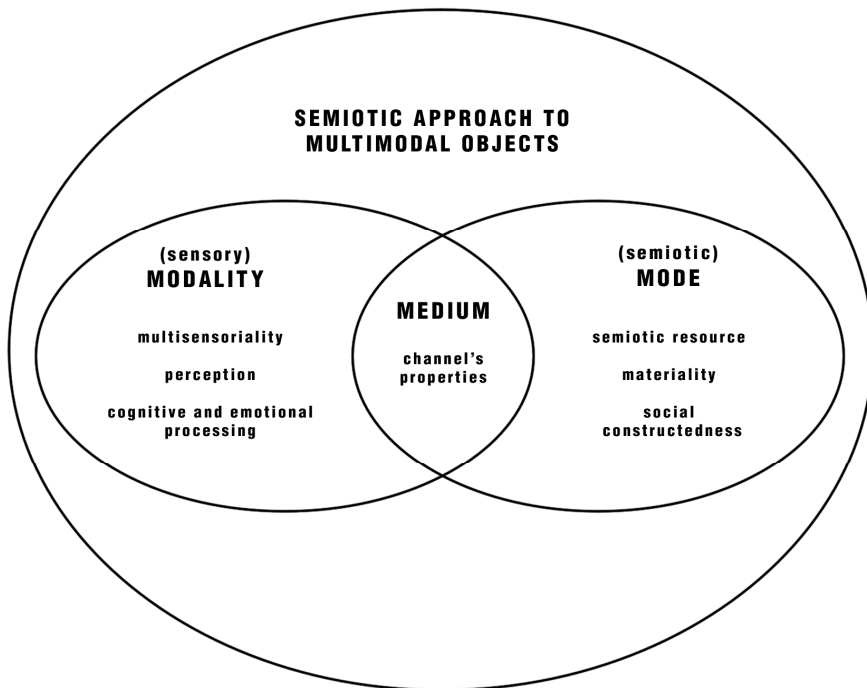 SEMIOTIC APPROACH TO
MULTIMODAL OBJECTS
(sensory)
MODALITY
multisensoriality
perception
cognitive and emotional
processing
MEDIUM
channel's
properties
(semiotic)
MODE
semiotic resource
materiality
social
constructedness